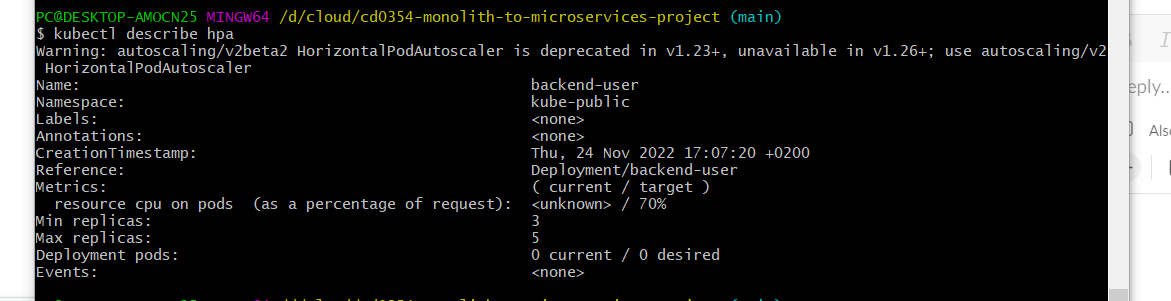 PC@DESKTOP-AMOCN25 MINGW64 /d/cloud/cd0354-monolith-to-microservices-project (main)
$ kubectl describe hpa
Warning: autoscaling/v2beta2 HorizontalPodAutoscaler is deprecated in v1.23+, unavailable in v1.26+; use autoscaling/v2
HorizontalPodAutoscaler
Name: backend-user
Namespace: kube-public
Labels: <none>
Annotations: <none>
CreationTimestamp: Thu, 24 Nov 2022 17:07:20 +0200
Reference: Deployment/backend-user
Metrics: ( current / target )
resource cpu on pods (as a percentage of request): <unknown> / 70%
Min replicas: 3
Max replicas: 5
Deployment pods: 0 current / 0 desired
Events: <none>
eply...
Also